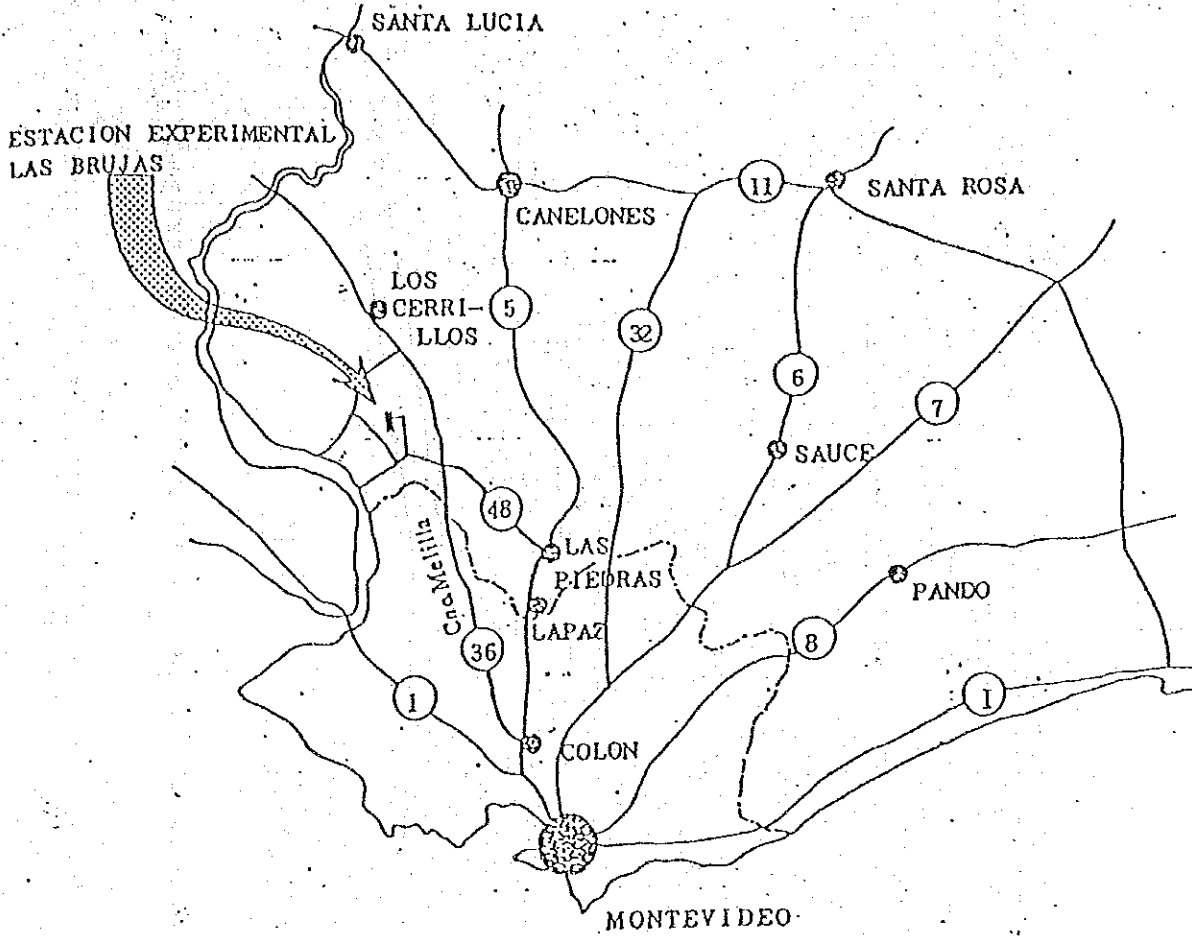 SANTA LUCIA
ESTACION EXPERIMENTAL
LAS BRUJAS
11
SANTA ROSA
CANELONES
LOS
CERRI-
LLOS
5
32
6
7
SAUCE
48
Cno Melilla
LAS
PIEDRAS
PANDO
LAPAZ
8
36
1
I
COLON
MONTEVIDEO